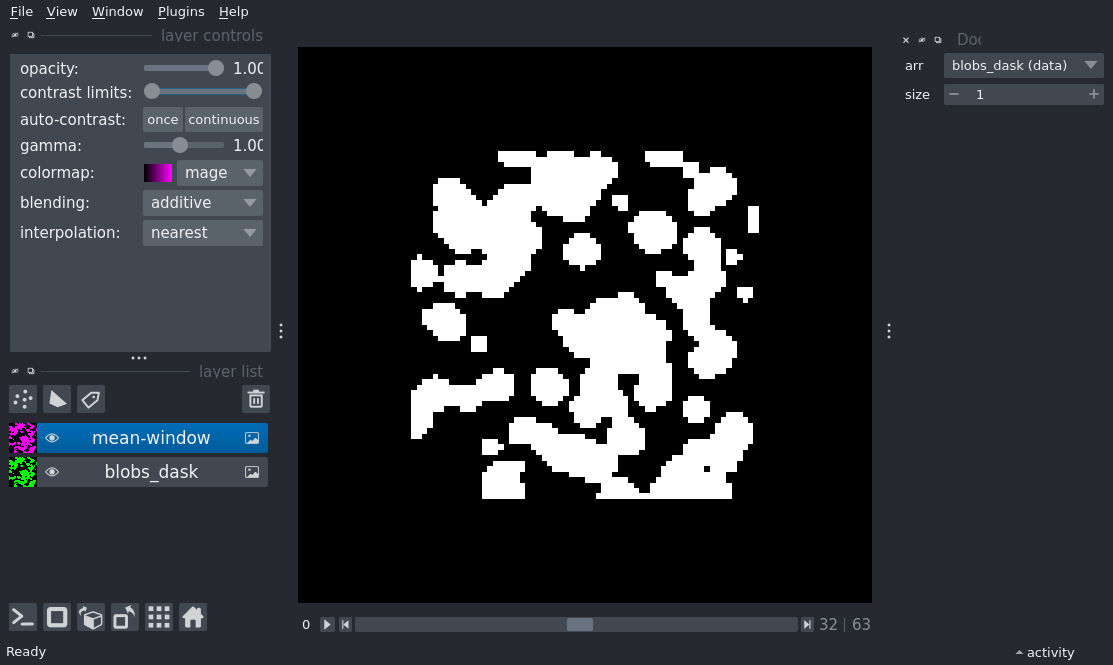 File View Window Plugins Help
layer controls
Doc
opacity: 1.00
contrast limits:
auto-contrast: once continuous
gamma: 1.00
colormap: mage
blending: additive
interpolation: nearest
arr blobs_dask (data)
size 1
layer list
mean-window
blobs_dask
0 32 63
Ready
activity